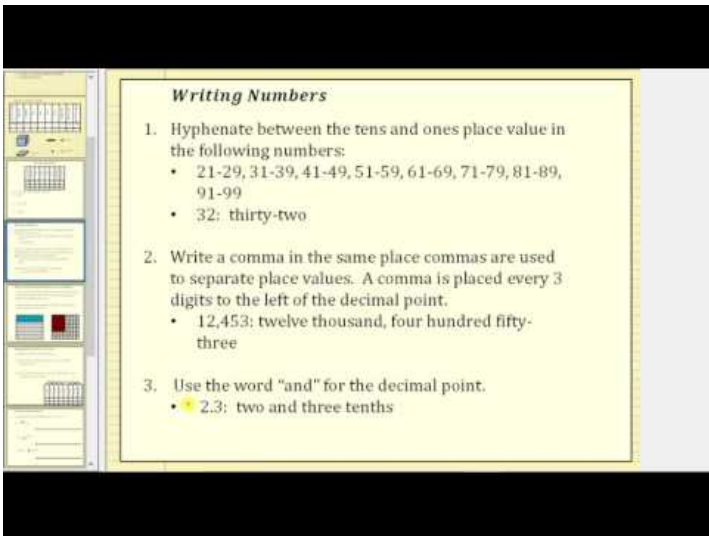 Writing Numbers
1. Hyphenate between the tens and ones place value in
the following numbers:
• 21-29, 31-39, 41-49, 51-59, 61-69, 71-79, 81-89,
91-99
• 32: thirty-two
2. Write a comma in the same place commas are used
to separate place values. A comma is placed every 3
digits to the left of the decimal point.
• 12,453: twelve thousand, four hundred fifty-
three
3. Use the word "and" for the decimal point.
• 2.3: two and three tenths